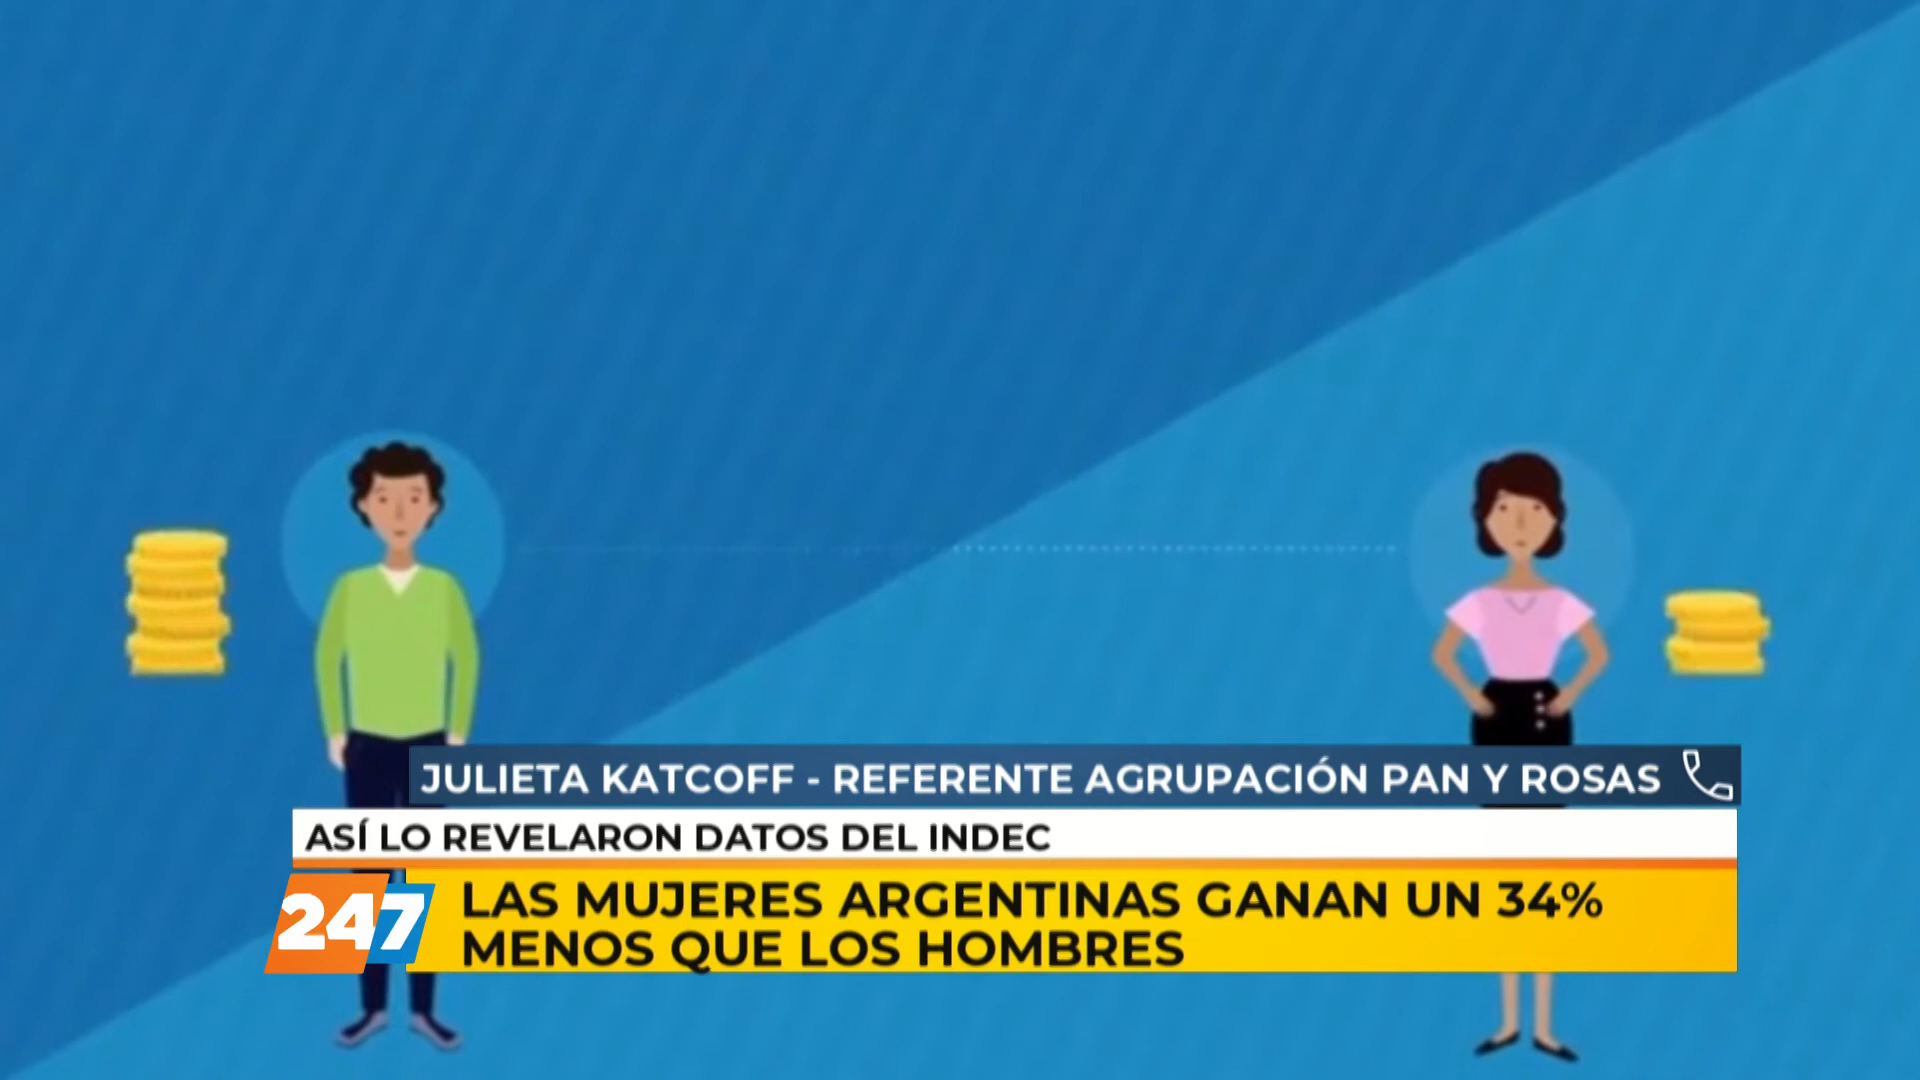 JULIETA KATCOFF - REFERENTE AGRUPACIÓN PAN Y ROSAS
ASÍ LO REVELARON DATOS DEL INDEC
247
LAS MUJERES ARGENTINAS GANAN UN 34%
MENOS QUE LOS HOMBRES